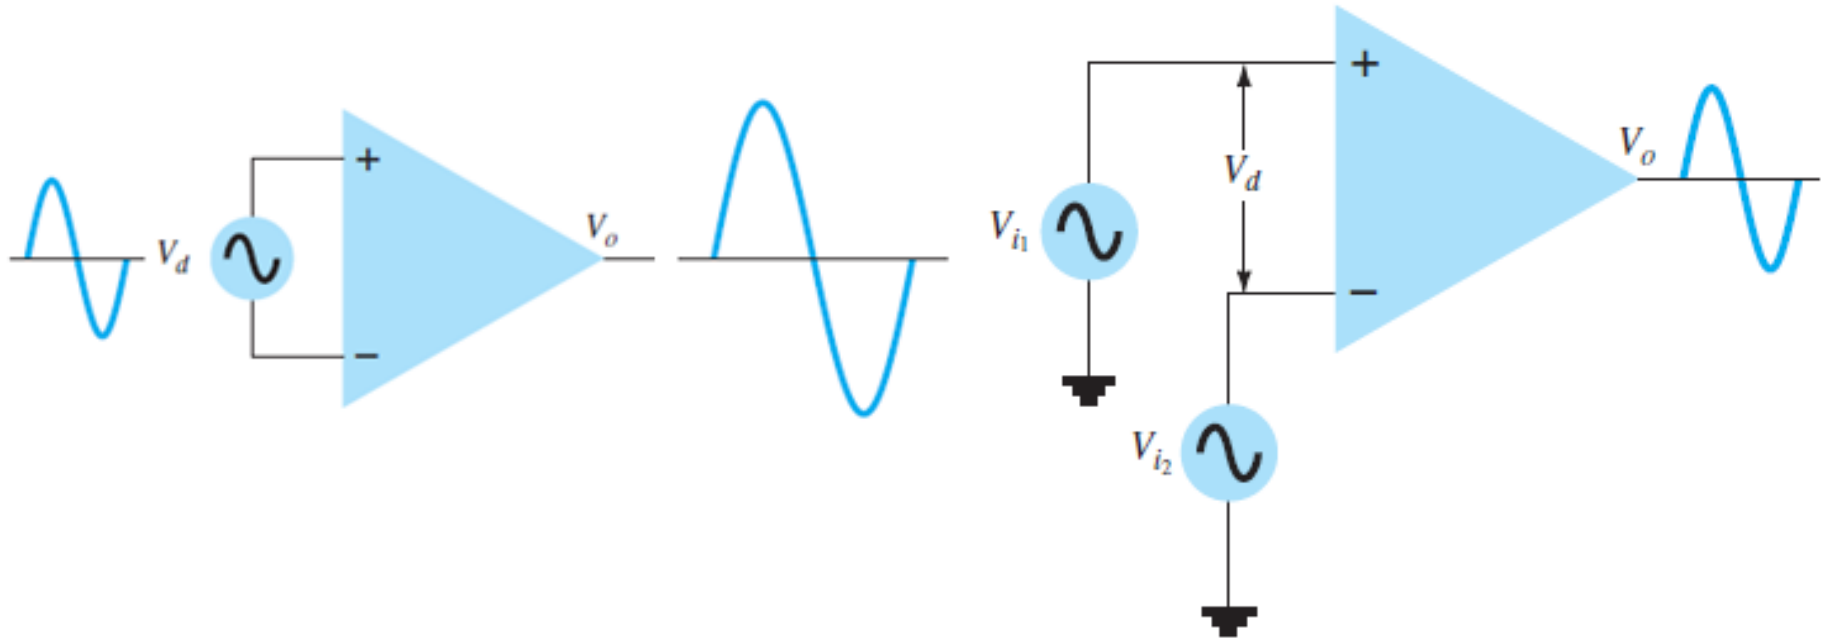 +
V_d
V_o
−
+
V_d
V_o
V_{i_1}
−
V_{i_2}